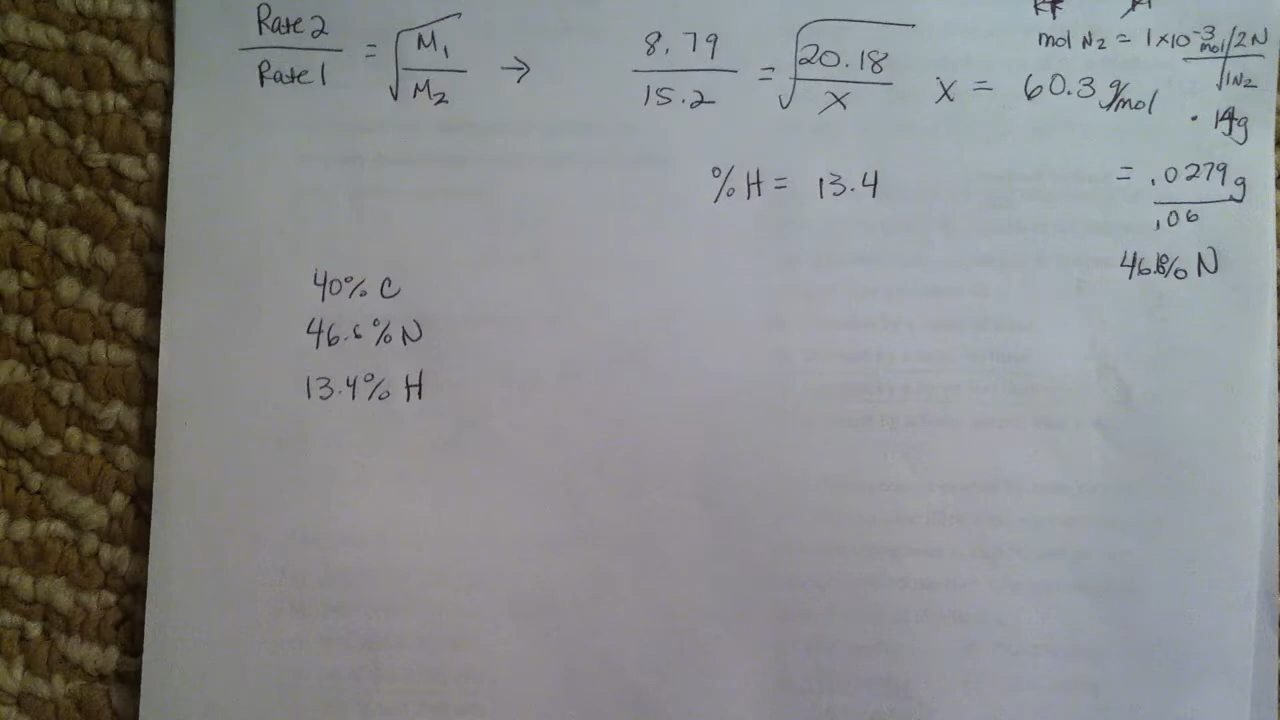 Rate 2 / Rate 1 = √(M₁ / M₂) → 8.79 / 15.2 = √(20.18 / x) x = 60.3 g/mol
mol N₂ = 1×10⁻³ mol / 2N / 1N₂
· 14g
= .0279g / .06
% H = 13.4
46.6% N
40% C
46.6% N
13.4% H